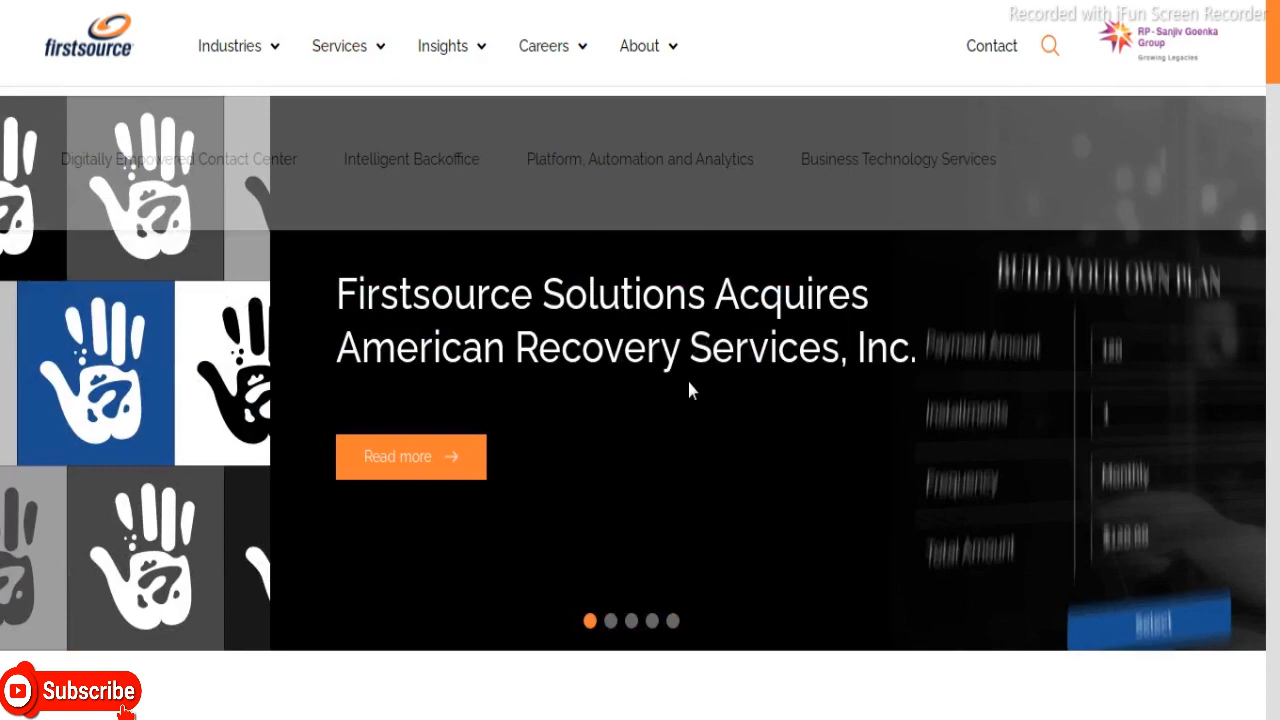 Recorded with iFun Screen Recorder
firstsource
Industries
Services
Insights
Careers
About
Contact
RP-Sanjiv Goenka
Group
Growing Legacies
Digitally Empowered Contact Center
Intelligent Backoffice
Platform, Automation and Analytics
Business Technology Services
Firstsource Solutions Acquires
American Recovery Services, Inc.
Read more
BUILD YOUR OWN PLAN
Payment Amount
Installments
1
Frequency
Monthly
Total Amount
Select
Subscribe